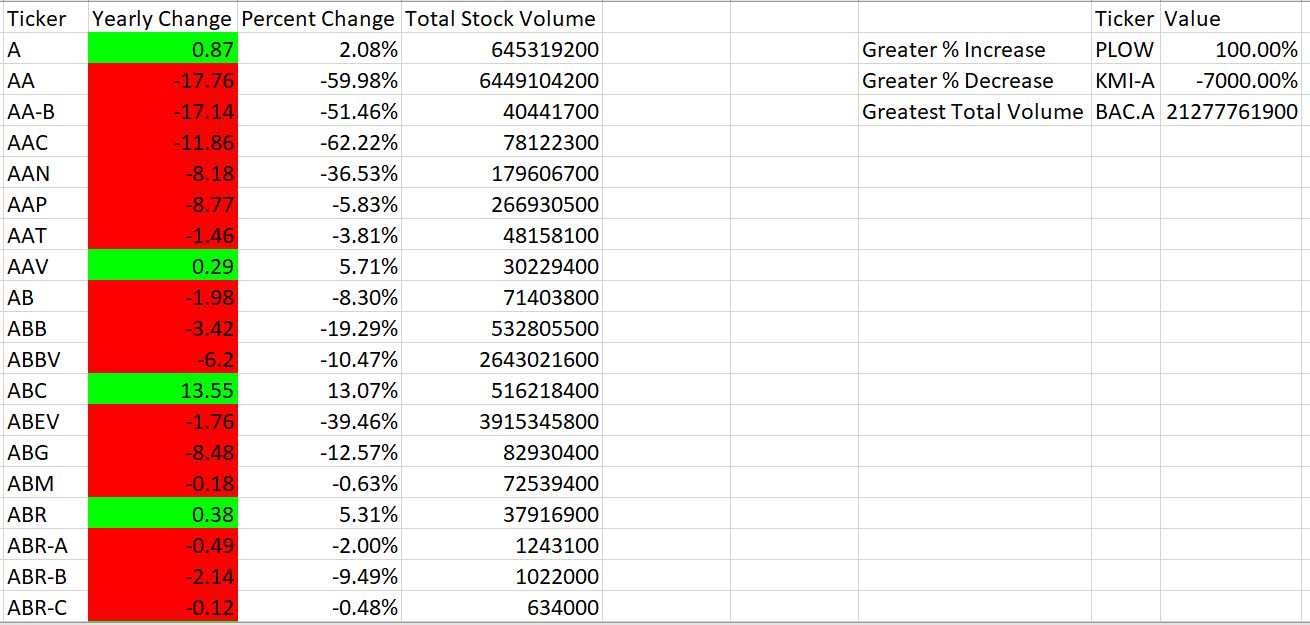 Ticker Yearly Change Percent Change Total Stock Volume Ticker Value
A 0.87 2.08% 645319200 Greater % Increase PLOW 100.00%
AA -17.76 -59.98% 6449104200 Greater % Decrease KMI-A -7000.00%
AA-B -17.14 -51.46% 40441700 Greatest Total Volume BAC.A 21277761900
AAC -11.86 -62.22% 78122300
AAN -8.18 -36.53% 179606700
AAP -8.77 -5.83% 266930500
AAT -1.46 -3.81% 48158100
AAV 0.29 5.71% 30229400
AB -1.98 -8.30% 71403800
ABB -3.42 -19.29% 532805500
ABBV -6.2 -10.47% 2643021600
ABC 13.55 13.07% 516218400
ABEV -1.76 -39.46% 3915345800
ABG -8.48 -12.57% 82930400
ABM -0.18 -0.63% 72539400
ABR 0.38 5.31% 37916900
ABR-A -0.49 -2.00% 1243100
ABR-B -2.14 -9.49% 1022000
ABR-C -0.12 -0.48% 634000